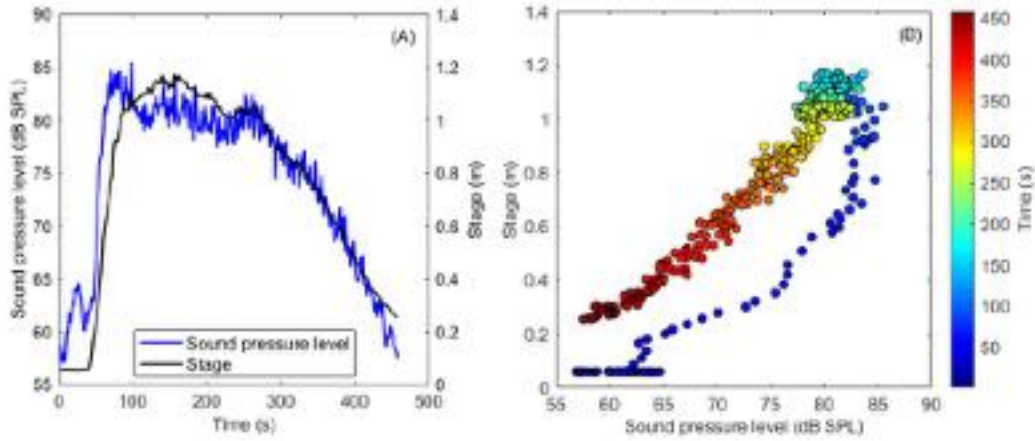 90
85
80
75
70
65
60
55
Sound pressure level (dB SPL)
(A)
1.4
1.2
1
0.8
0.6
0.4
0.2
0
Stage (m)
Sound pressure level
Stage
0 100 200 300 400 500
Time (s)
1.4
1.2
1
0.8
0.6
0.4
0.2
0
Stage (m)
(B)
55 60 65 70 75 80 85 90
Sound pressure level (dB SPL)
450
400
350
300
250
200
150
100
50
Time (s)